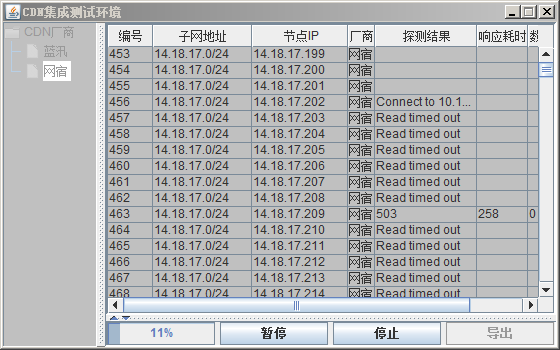 CDN集成测试环境
CDN厂商
蓝汛
网宿
编号 子网地址 节点IP 厂商 探测结果 响应耗时
453 14.18.17.0/24 14.18.17.199 网宿
454 14.18.17.0/24 14.18.17.200 网宿
455 14.18.17.0/24 14.18.17.201 网宿
456 14.18.17.0/24 14.18.17.202 网宿 Connect to 10.1...
457 14.18.17.0/24 14.18.17.203 网宿 Read timed out
458 14.18.17.0/24 14.18.17.204 网宿 Read timed out
459 14.18.17.0/24 14.18.17.205 网宿 Read timed out
460 14.18.17.0/24 14.18.17.206 网宿 Read timed out
461 14.18.17.0/24 14.18.17.207 网宿 Read timed out
462 14.18.17.0/24 14.18.17.208 网宿 Read timed out
463 14.18.17.0/24 14.18.17.209 网宿 503 258 0
464 14.18.17.0/24 14.18.17.210 网宿 Read timed out
465 14.18.17.0/24 14.18.17.211 网宿 Read timed out
466 14.18.17.0/24 14.18.17.212 网宿 Read timed out
467 14.18.17.0/24 14.18.17.213 网宿 Read timed out
468 14.18.17.0/24 14.18.17.214 网宿 Read timed out
11% 暂停 停止 导出